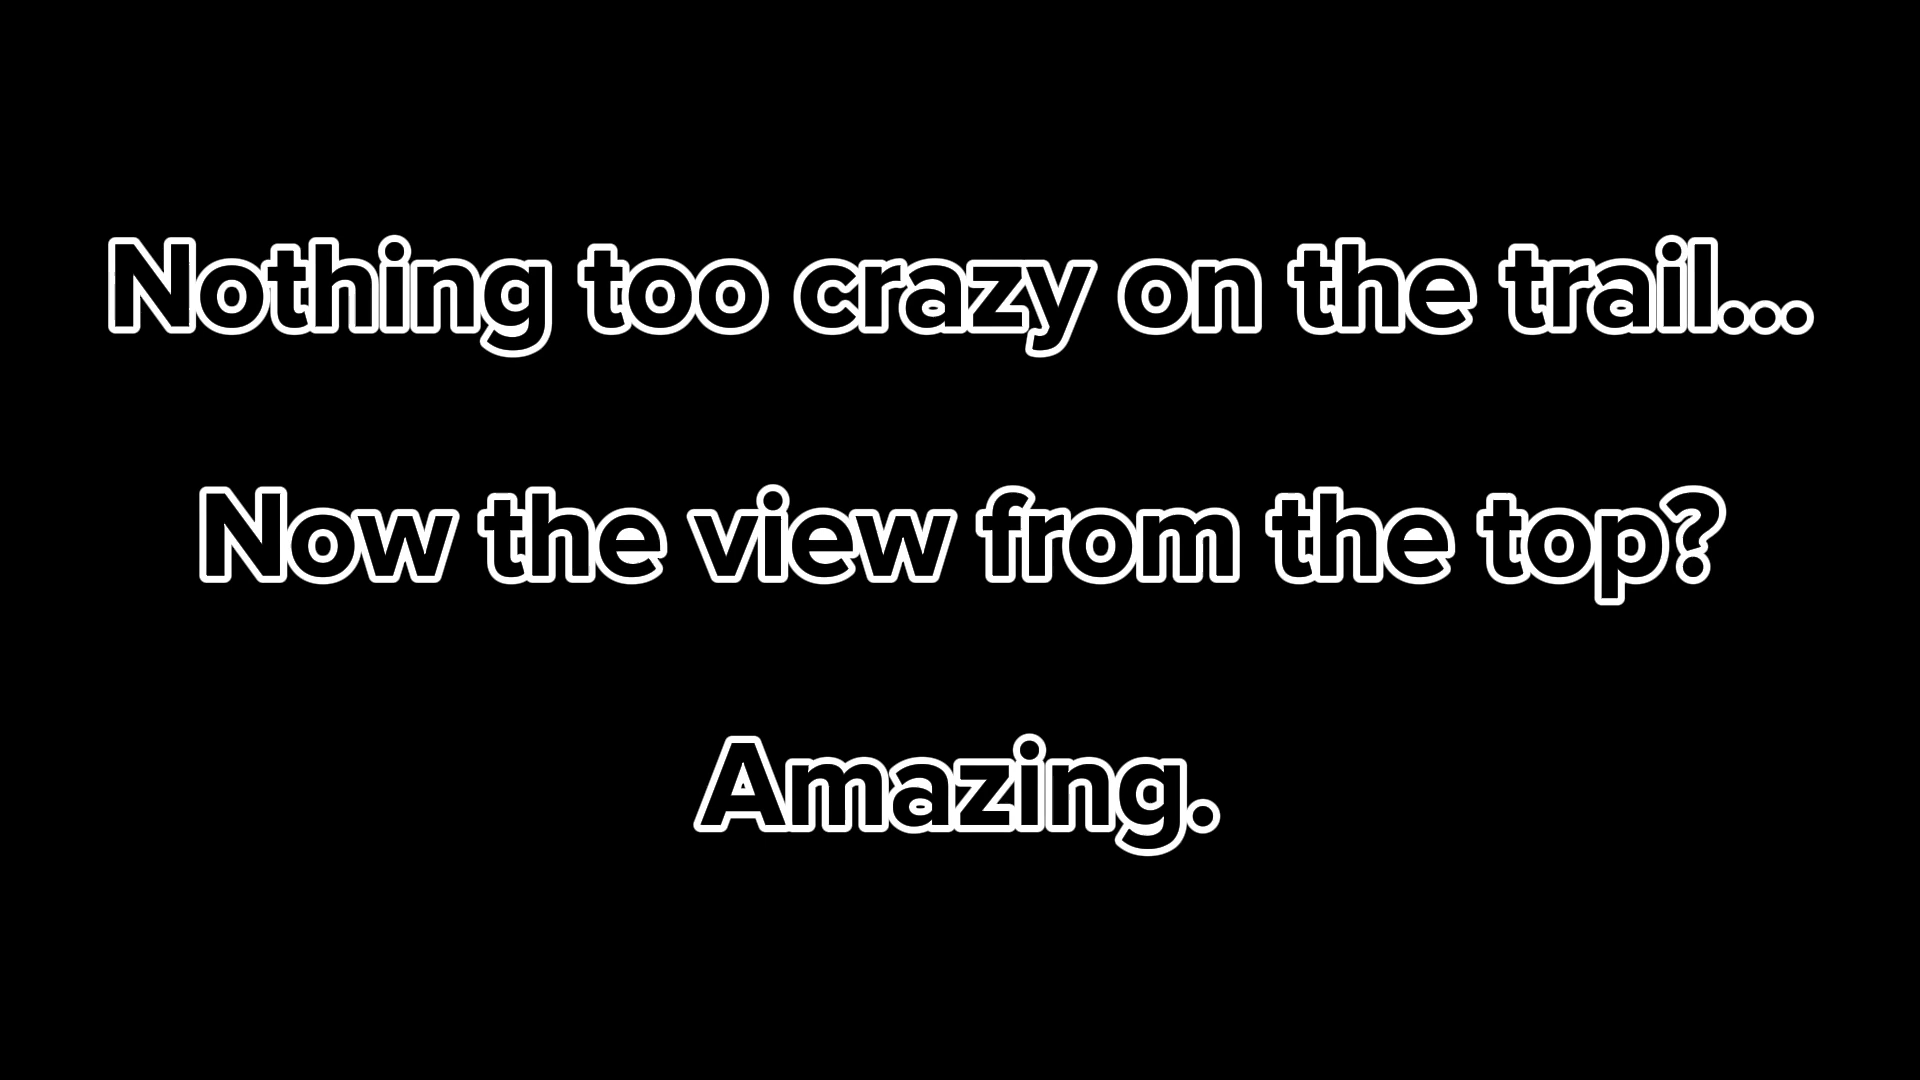 Nothing too crazy on the trail...
Now the view from the top?
Amazing.